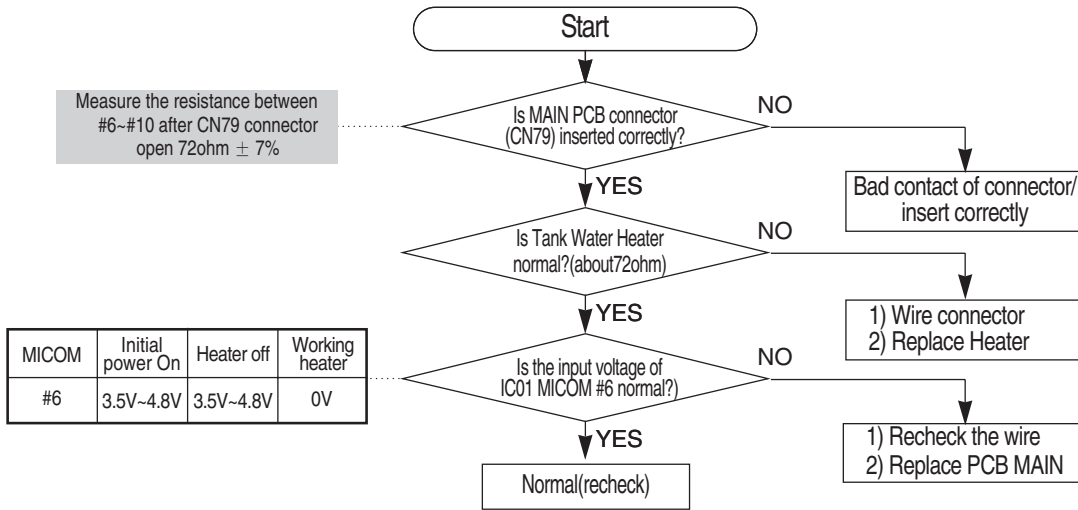 Start
Measure the resistance between
#6~#10 after CN79 connector
open 72ohm ± 7%
Is MAIN PCB connector
(CN79) inserted correctly?
NO
YES
Bad contact of connector/
insert correctly
Is Tank Water Heater
normal?(about72ohm)
NO
YES
1) Wire connector
2) Replace Heater
MICOM
Initial
power On
Heater off
Working
heater
#6
3.5V~4.8V
3.5V~4.8V
0V
Is the input voltage of
IC01 MICOM #6 normal?)
NO
YES
1) Recheck the wire
2) Replace PCB MAIN
Normal(recheck)